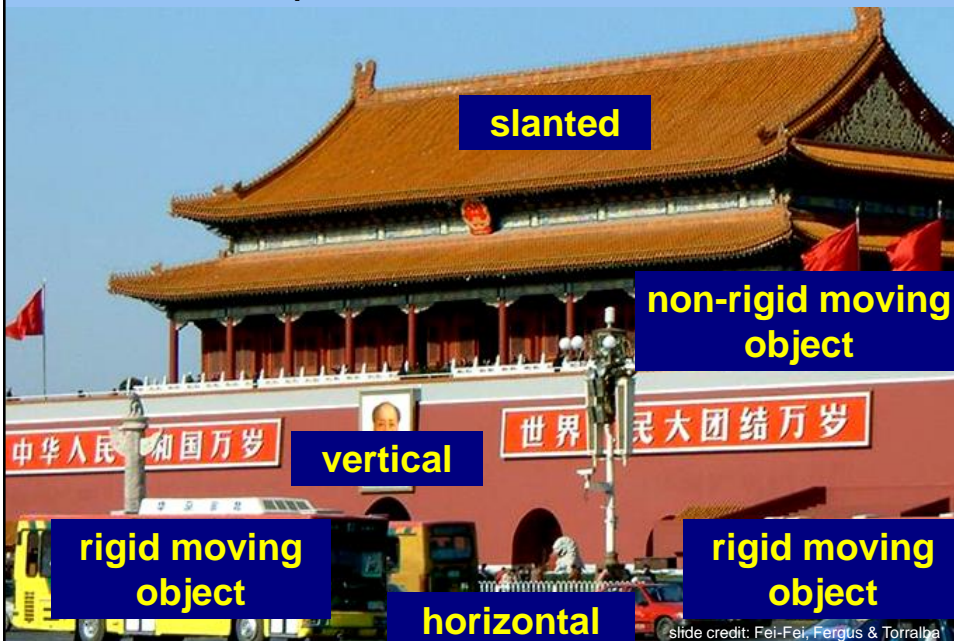 slanted
non-rigid moving
object
中华人民 和国万岁
世界 民大团结万岁
vertical
rigid moving
object
rigid moving
object
horizontal
slide credit: Fei-Fei, Fergus & Torralba